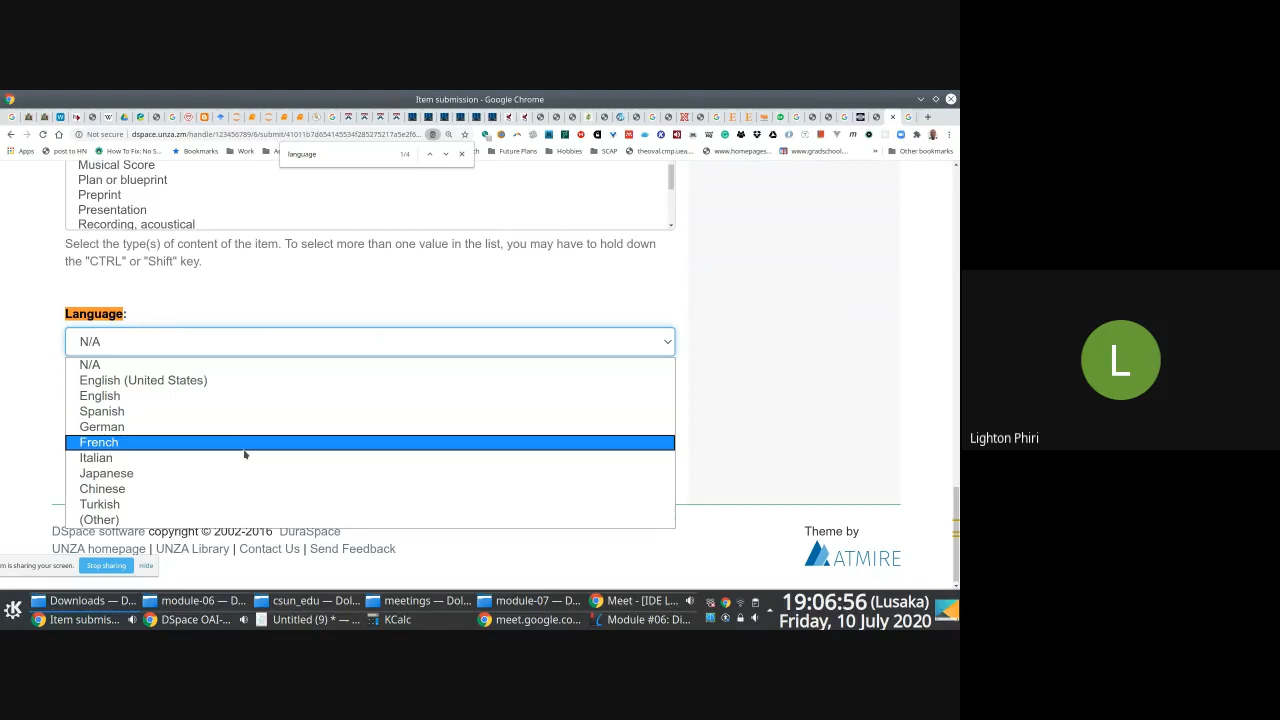 Item submission - Google Chrome
Not secure | dspace.unza.zm/handle/123456789/6/submit/41011b7d654145534f285275217a5e2f6...
Apps post to HN How To Fix: No S... Bookmarks Work Future Plans Hobbies SCAP theoval.cmp.uea... www.homepages... www.gradschool.... » Other bookmarks
language 1/4
Musical Score
Plan or blueprint
Preprint
Presentation
Recording, acoustical
Select the type(s) of content of the item. To select more than one value in the list, you may have to hold down
the "CTRL" or "Shift" key.
Language:
N/A
N/A
English (United States)
English
Spanish
German
French
Italian
Japanese
Chinese
Turkish
(Other)
DSpace software copyright © 2002-2016 DuraSpace
UNZA homepage | UNZA Library | Contact Us | Send Feedback
Theme by
ATMIRE
m is sharing your screen. Stop sharing Hide
Downloads — D... module-06 — D... csun_edu — Dol... meetings — Dol... module-07 — D... Meet - [IDE L...
Item submis... DSpace OAI-... Untitled (9) * — ... KCalc meet.google.co... Module #06: Di...
19:06:56 (Lusaka)
Friday, 10 July 2020
L
Lighton Phiri